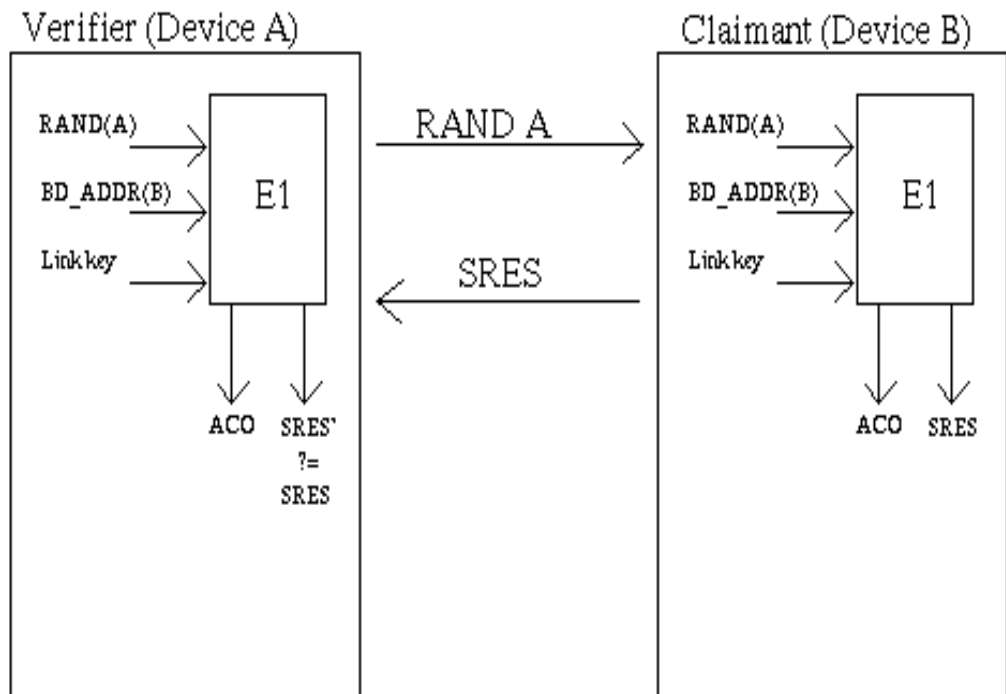 Verifier (Device A)
RAND(A)
BD_ADDR(B)
Link key
E1
ACO
SRES'
?=
SRES
RAND A
SRES
Claimant (Device B)
RAND(A)
BD_ADDR(B)
Link key
E1
ACO
SRES